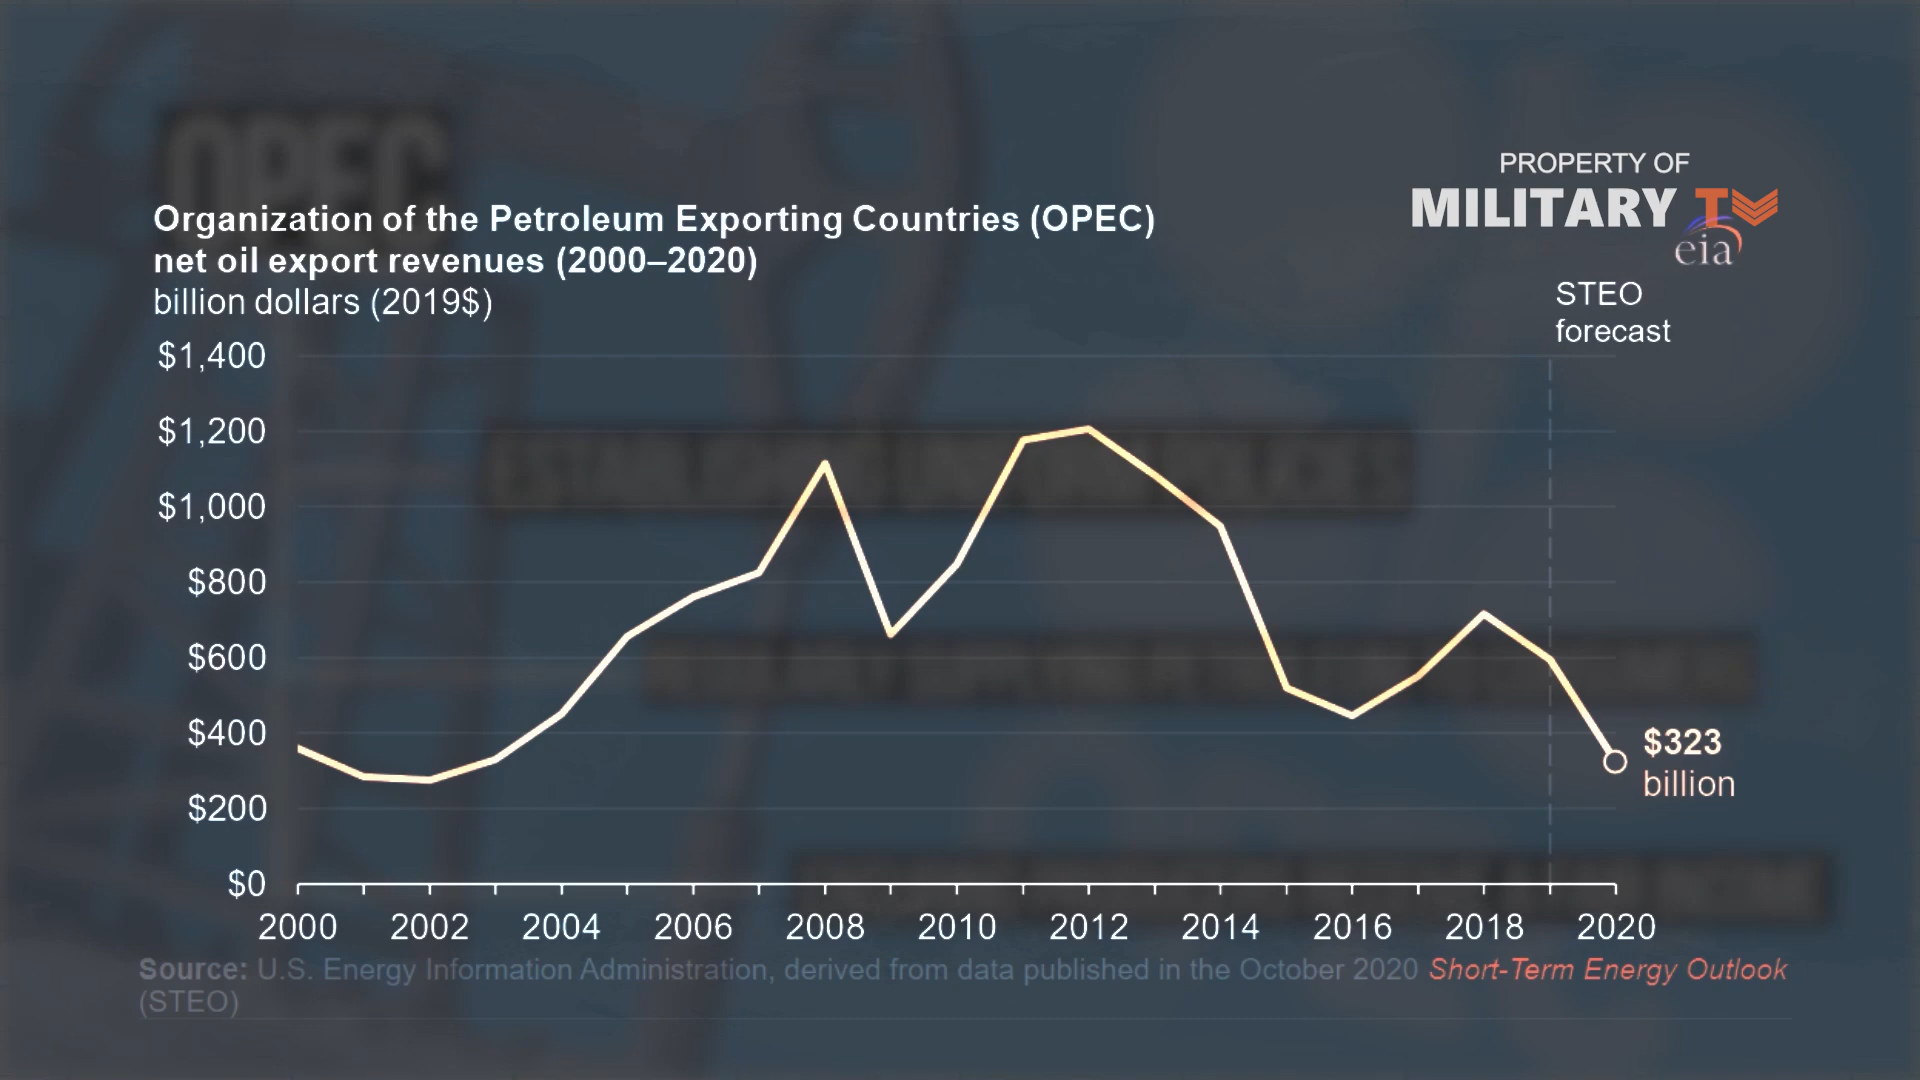 OPEC
PROPERTY OF
MILITARY TV
eia
Organization of the Petroleum Exporting Countries (OPEC)
net oil export revenues (2000–2020)
billion dollars (2019$)
STEO
forecast
$1,400
$1,200
$1,000
$800
$600
$400
$200
$0
$323
billion
2000 2002 2004 2006 2008 2010 2012 2014 2016 2018 2020
Source: U.S. Energy Information Administration, derived from data published in the October 2020 Short-Term Energy Outlook
(STEO)